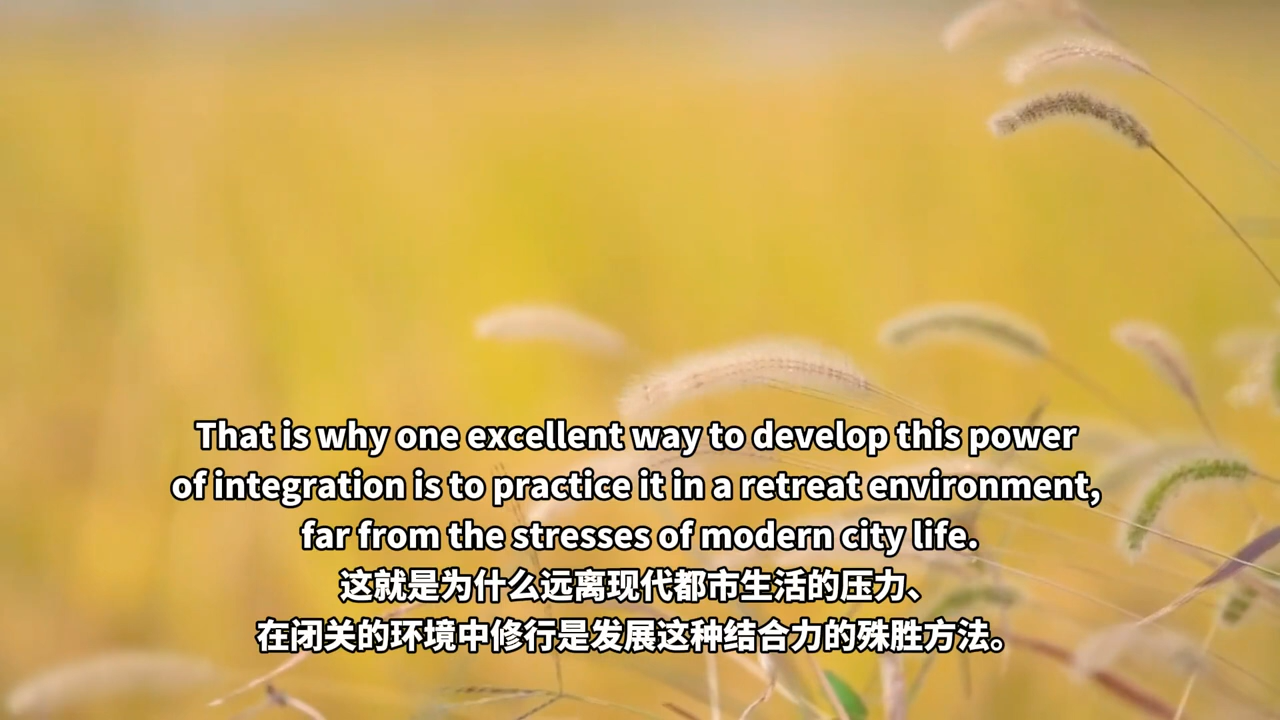 That is why one excellent way to develop this power
of integration is to practice it in a retreat environment,
far from the stresses of modern city life.
这就是为什么远离现代都市生活的压力、
在闭关的环境中修行是发展这种结合力的殊胜方法。